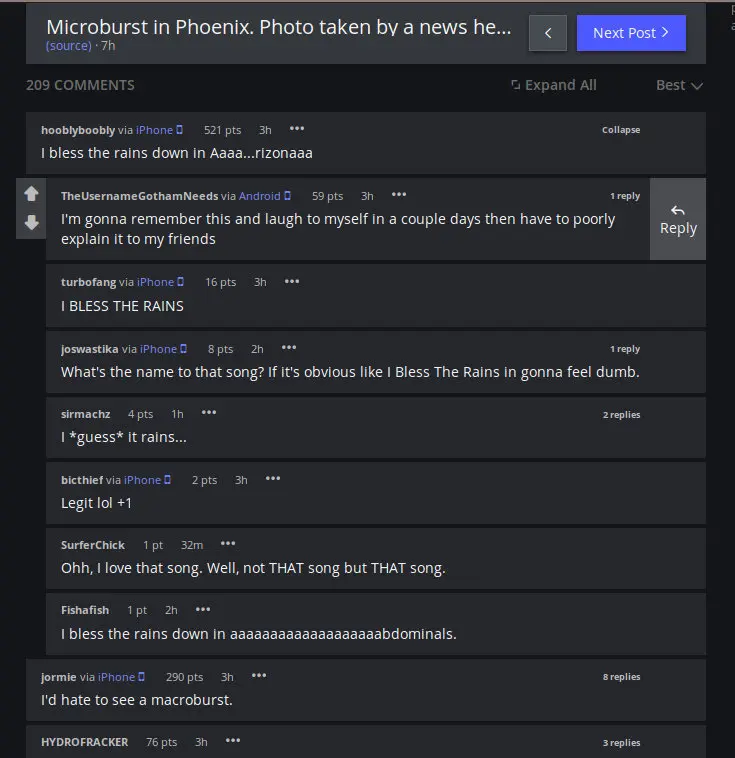 Microburst in Phoenix. Photo taken by a news he...
(source) · 7h
Next Post
209 COMMENTS
Expand All
Best
hooblyboobly via iPhone 521 pts 3h ••• Collapse
I bless the rains down in Aaaa...rizonaaa
TheUsernameGothamNeeds via Android 59 pts 3h ••• 1 reply
I'm gonna remember this and laugh to myself in a couple days then have to poorly
explain it to my friends
Reply
turbofang via iPhone 16 pts 3h •••
I BLESS THE RAINS
joswastika via iPhone 8 pts 2h ••• 1 reply
What's the name to that song? If it's obvious like I Bless The Rains in gonna feel dumb.
sirmachz 4 pts 1h ••• 2 replies
I *guess* it rains...
bicthief via iPhone 2 pts 3h •••
Legit lol +1
SurferChick 1 pt 32m •••
Ohh, I love that song. Well, not THAT song but THAT song.
Fishafish 1 pt 2h •••
I bless the rains down in aaaaaaaaaaaaaaaaaaabdominals.
jormie via iPhone 290 pts 3h ••• 8 replies
I'd hate to see a macroburst.
HYDROFRACKER 76 pts 3h ••• 3 replies